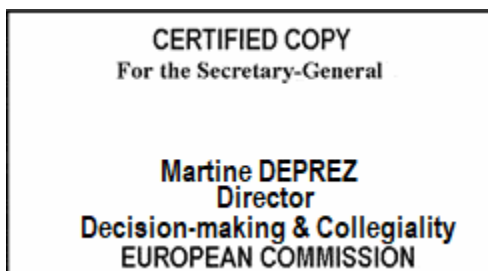 CERTIFIED COPY
For the Secretary-General
Martine DEPREZ
Director
Decision-making & Collegiality
EUROPEAN COMMISSION